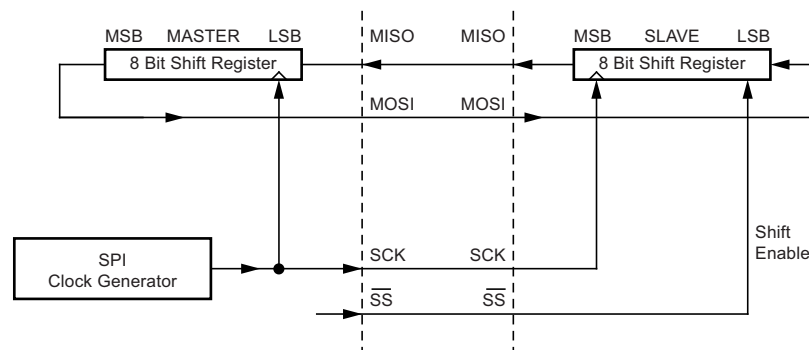 MSB MASTER LSB MISO MISO MSB SLAVE LSB
8 Bit Shift Register 8 Bit Shift Register
MOSI MOSI
Shift
Enable
SPI
Clock Generator
SCK SCK
SS SS